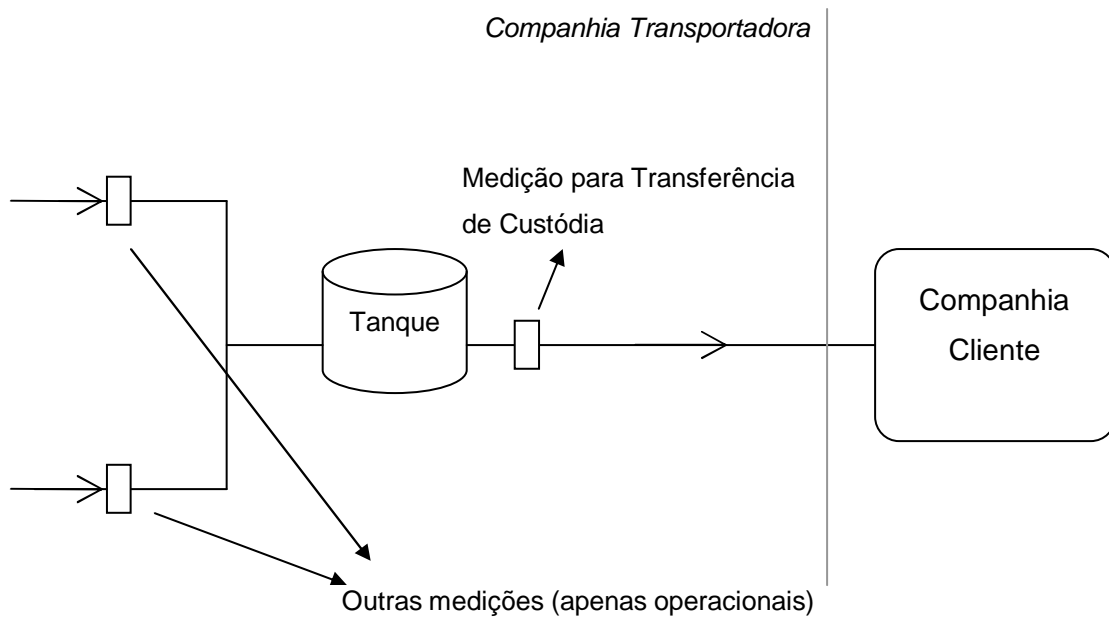 Companhia Transportadora
Medição para Transferência
de Custódia
Tanque
Companhia
Cliente
Outras medições (apenas operacionais)